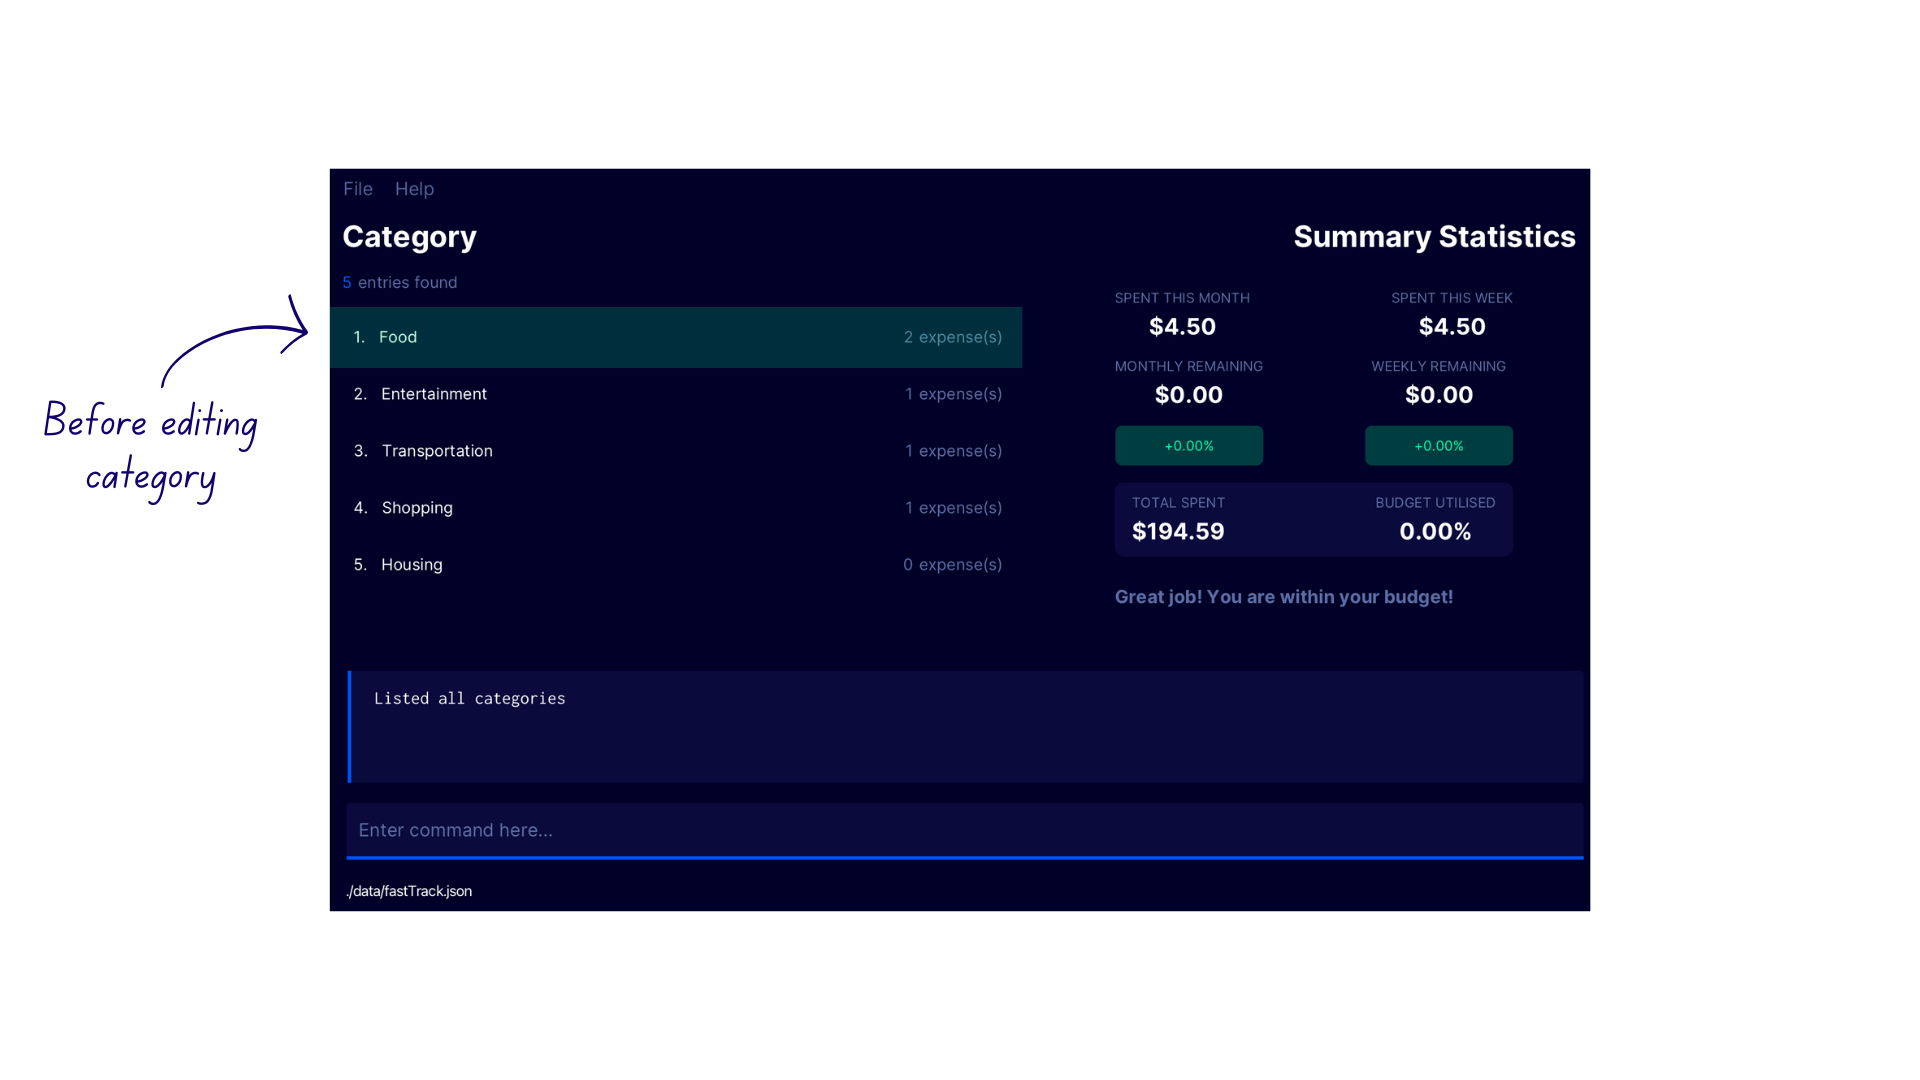 File Help
Category
5 entries found
1. Food 2 expense(s)
2. Entertainment 1 expense(s)
3. Transportation 1 expense(s)
4. Shopping 1 expense(s)
5. Housing 0 expense(s)
Summary Statistics
SPENT THIS MONTH SPENT THIS WEEK
$4.50 $4.50
MONTHLY REMAINING WEEKLY REMAINING
$0.00 $0.00
+0.00% +0.00%
TOTAL SPENT BUDGET UTILISED
$194.59 0.00%
Great job! You are within your budget!
Before editing
category
Listed all categories
Enter command here...
./data/fastTrack.json